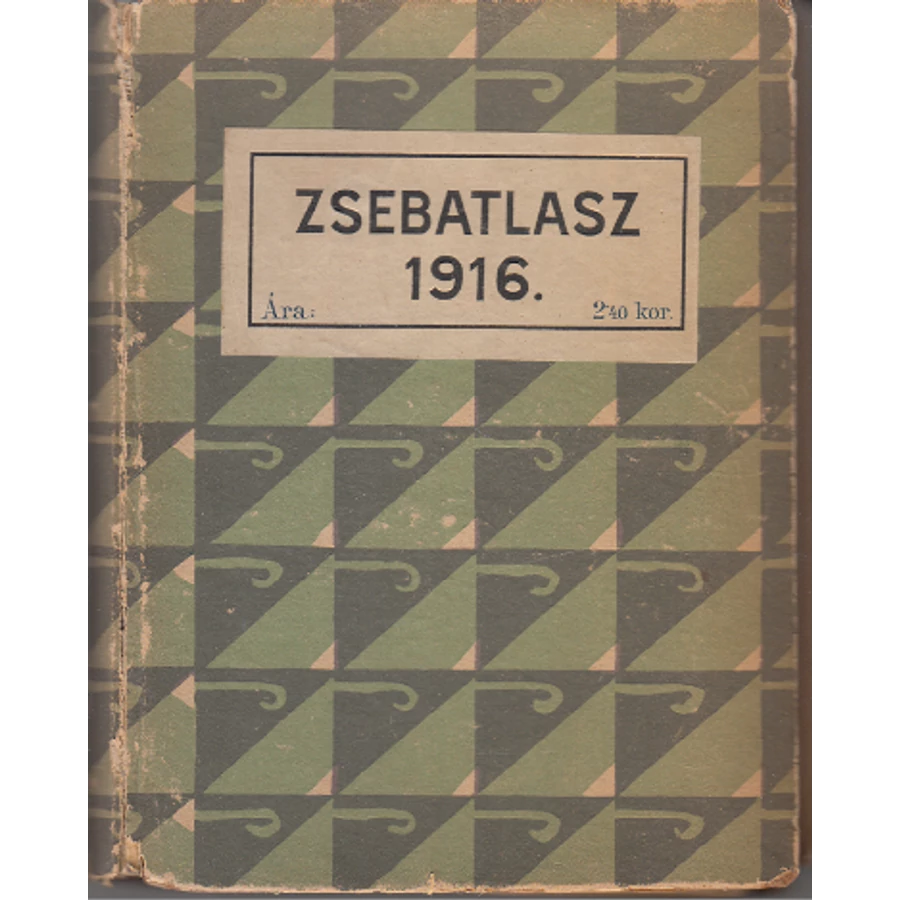 ZSEBATLASZ
1916.
Ára: 2·40 kor.